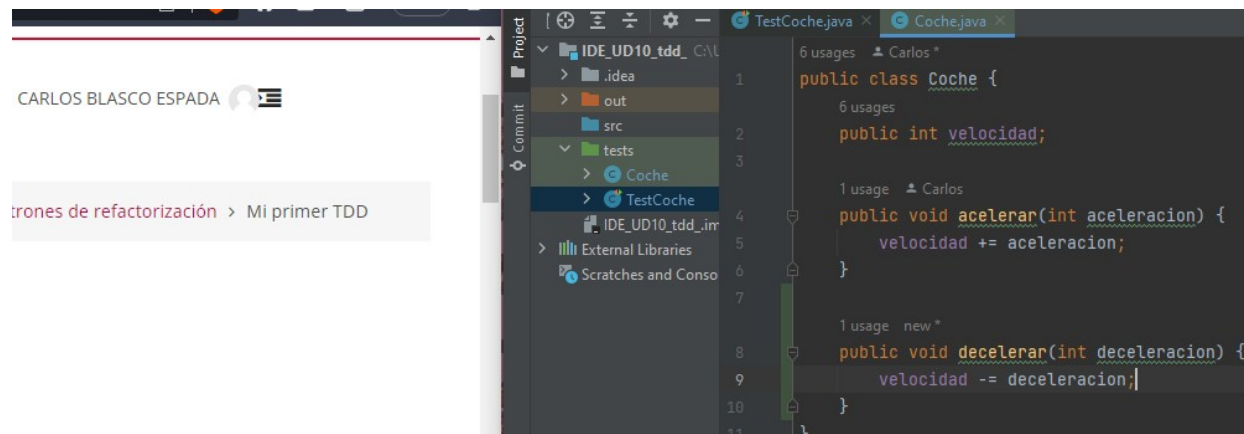 CARLOS BLASCO ESPADA
trones de refactorización > Mi primer TDD
Project
Commit
IDE_UD10_tdd_ C:\U
.idea
out
src
tests
Coche
TestCoche
IDE_UD10_tdd_.im
External Libraries
Scratches and Conso
TestCoche.java
Coche.java
6 usages Carlos *
1 public class Coche {
6 usages
2 public int velocidad;
3
1 usage Carlos
4 public void acelerar(int aceleracion) {
5 velocidad += aceleracion;
6 }
7
1 usage new *
8 public void decelerar(int deceleracion) {
9 velocidad -= deceleracion;
10 }
11 }